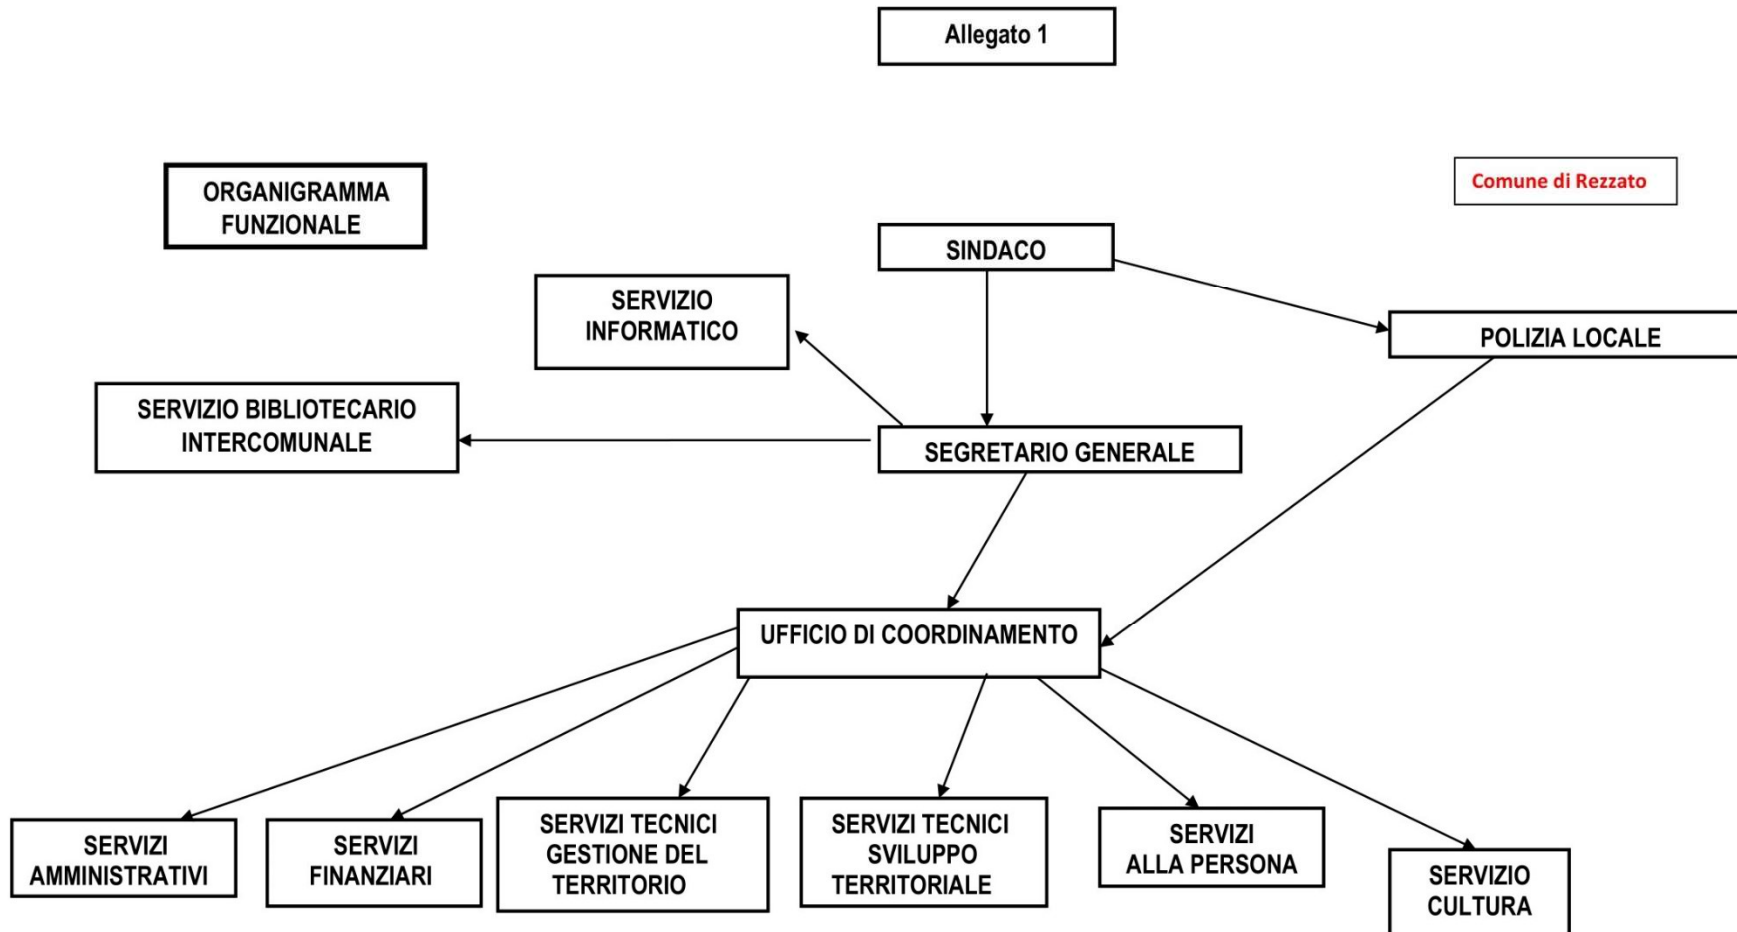 Allegato 1
Comune di Rezzato
ORGANIGRAMMA
FUNZIONALE
SINDACO
SERVIZIO
INFORMATICO
POLIZIA LOCALE
SERVIZIO BIBLIOTECARIO
INTERCOMUNALE
SEGRETARIO GENERALE
UFFICIO DI COORDINAMENTO
SERVIZI
AMMINISTRATIVI
SERVIZI
FINANZIARI
SERVIZI TECNICI
GESTIONE DEL
TERRITORIO
SERVIZI TECNICI
SVILUPPO
TERRITORIALE
SERVIZI
ALLA PERSONA
SERVIZIO
CULTURA